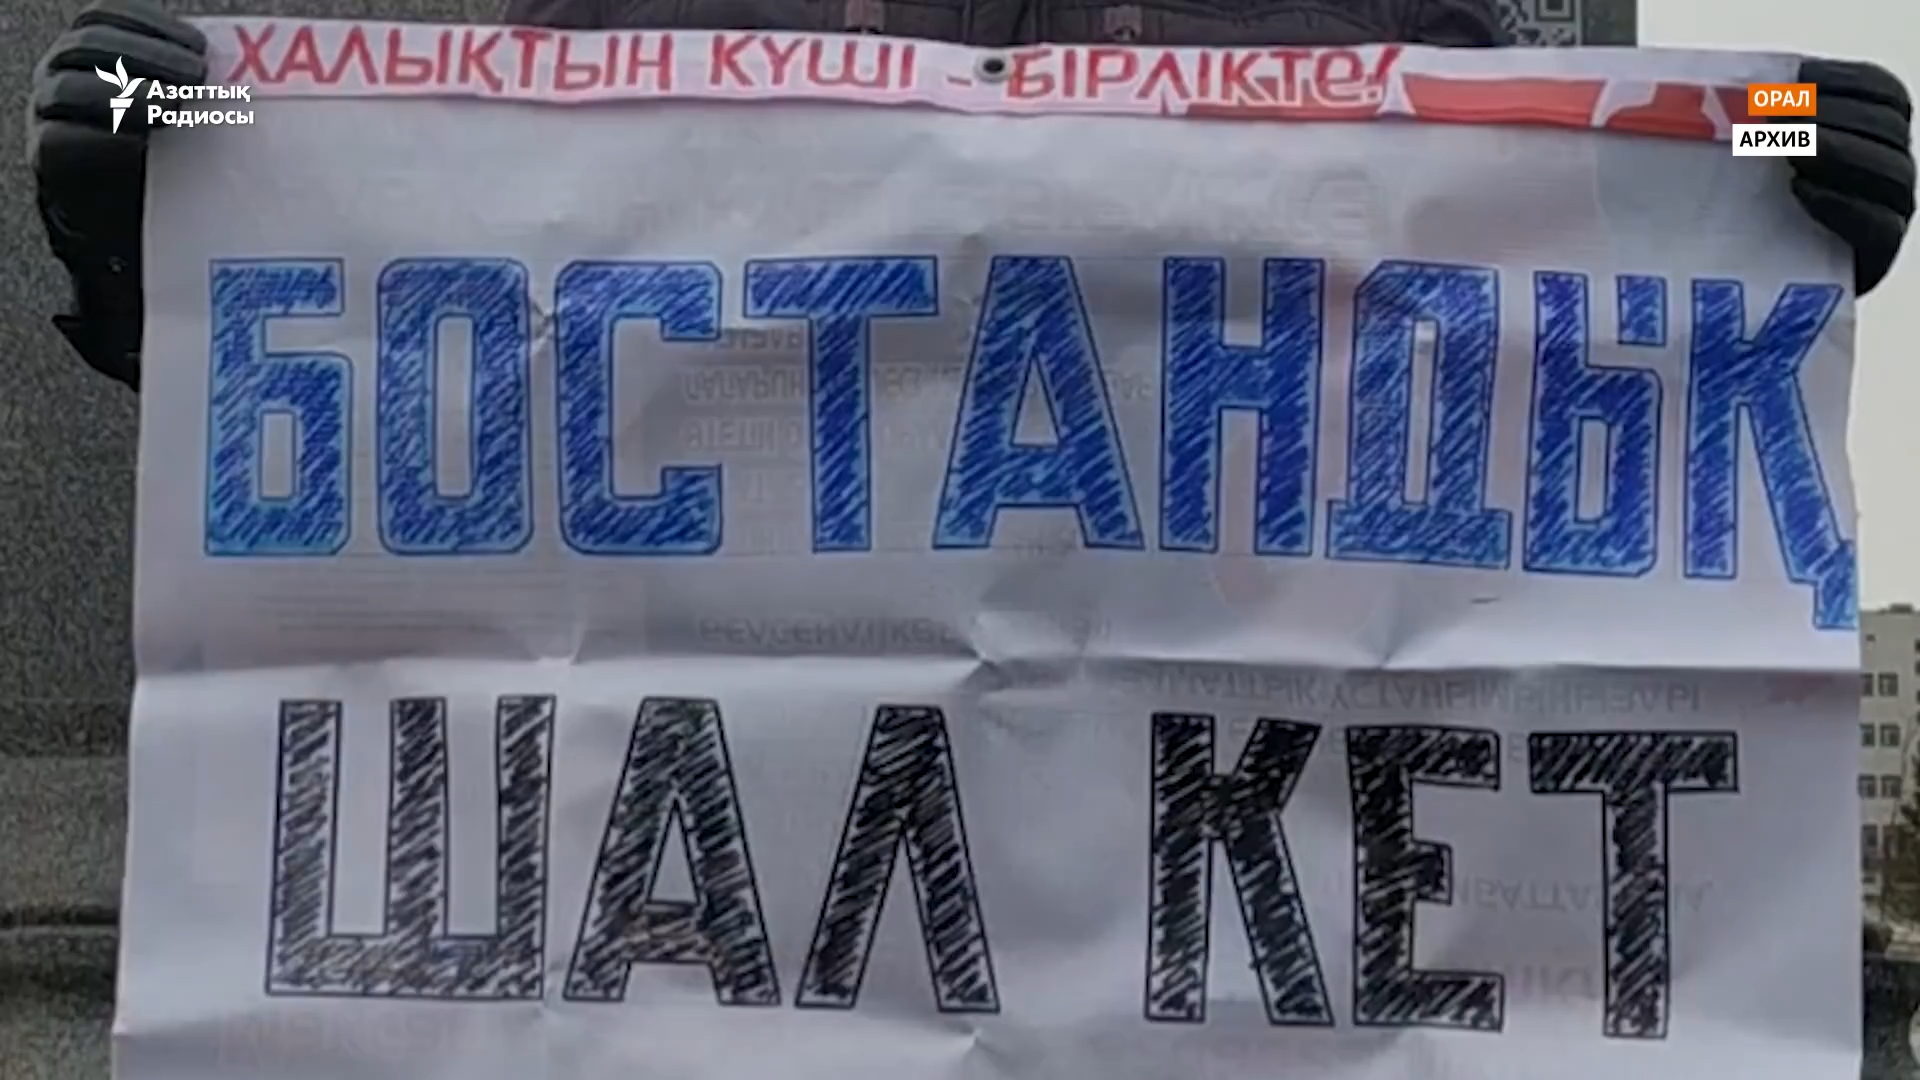 ХАЛЫҚТЫҢ КҮШІ - БІРЛІКТЕ!
Азаттық
Радиосы
ОРАЛ
АРХИВ
БОСТАНДЫҚ
ШАЛ КЕТ